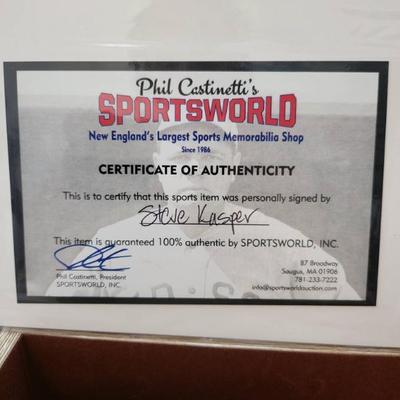 Phil Castinetti's
SPORTSWORLD
New England's Largest Sports Memorabilia Shop
Since 1986
CERTIFICATE OF AUTHENTICITY
This is to certify that this sports item was personally signed by
Steve Kasper
This item is guaranteed 100% authentic by SPORTSWORLD, INC.
Phil Castinetti, President
SPORTSWORLD, INC.
87 Broadway
Saugus, MA 01906
781-233-7222
info@sportsworldauction.com